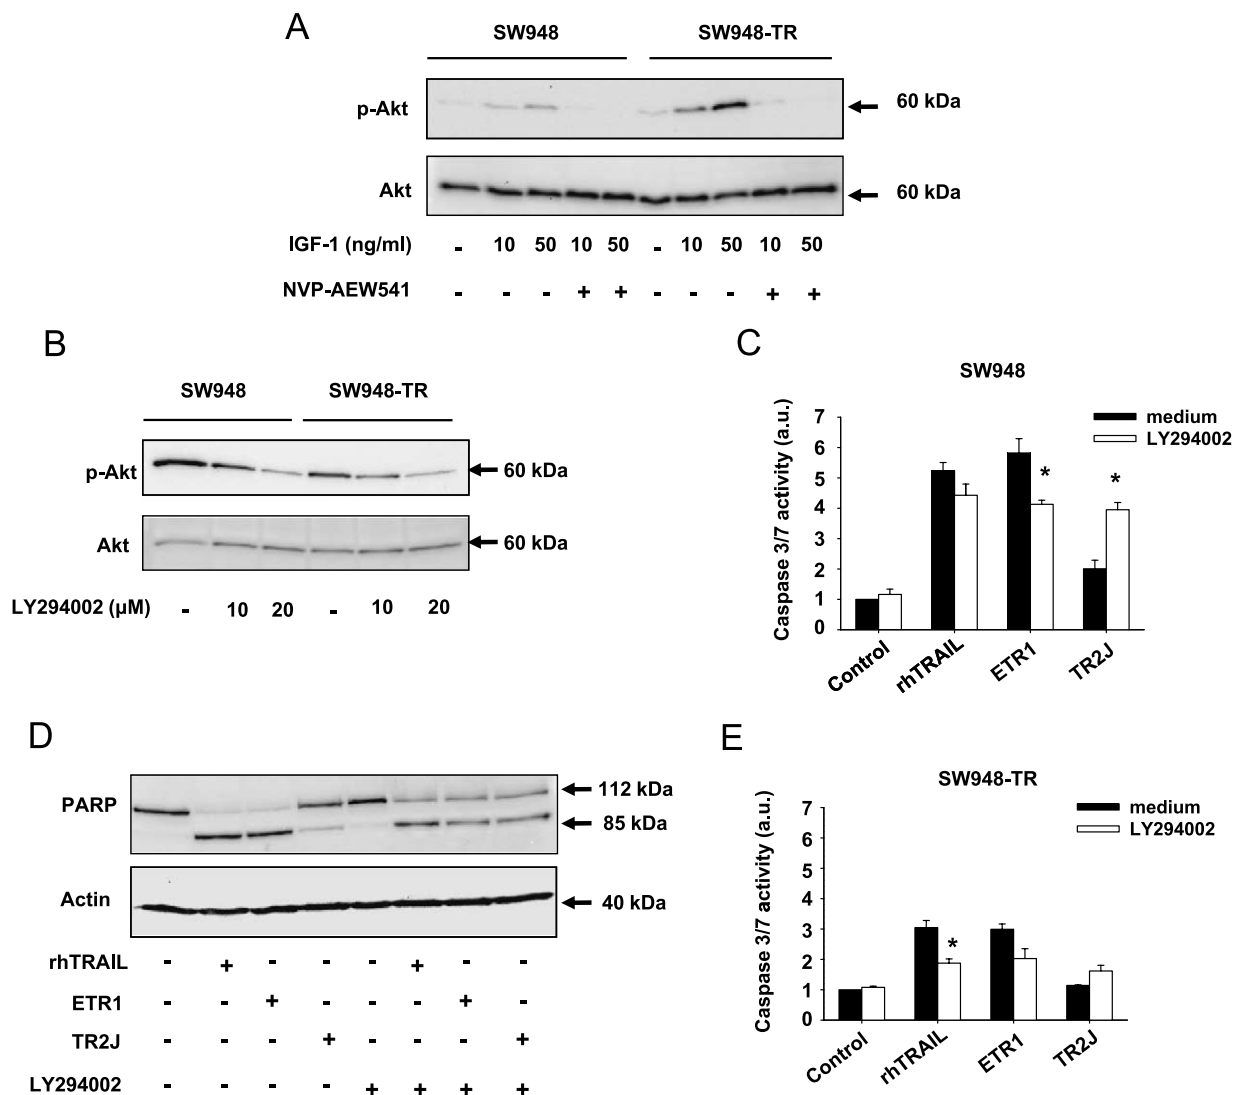 A
SW948 SW948-TR
p-Akt 60 kDa
Akt 60 kDa
IGF-1 (ng/ml) - 10 50 10 50 - 10 50 10 50
NVP-AEW541 - - - + + - - - + +
B
SW948 SW948-TR
p-Akt 60 kDa
Akt 60 kDa
LY294002 (µM) - 10 20 - 10 20
C
SW948
medium
LY294002
Caspase 3/7 activity (a.u.)
7
6
5
4
3
2
1
0
* *
Control rhTRAIL ETR1 TR2J
D
PARP 112 kDa
85 kDa
Actin 40 kDa
rhTRAIL - + - - - + - -
ETR1 - - + - - - + -
TR2J - - - + - - - +
LY294002 - - - - + + + +
E
SW948-TR
medium
LY294002
Caspase 3/7 activity (a.u.)
7
6
5
4
3
2
1
0
*
Control rhTRAIL ETR1 TR2J